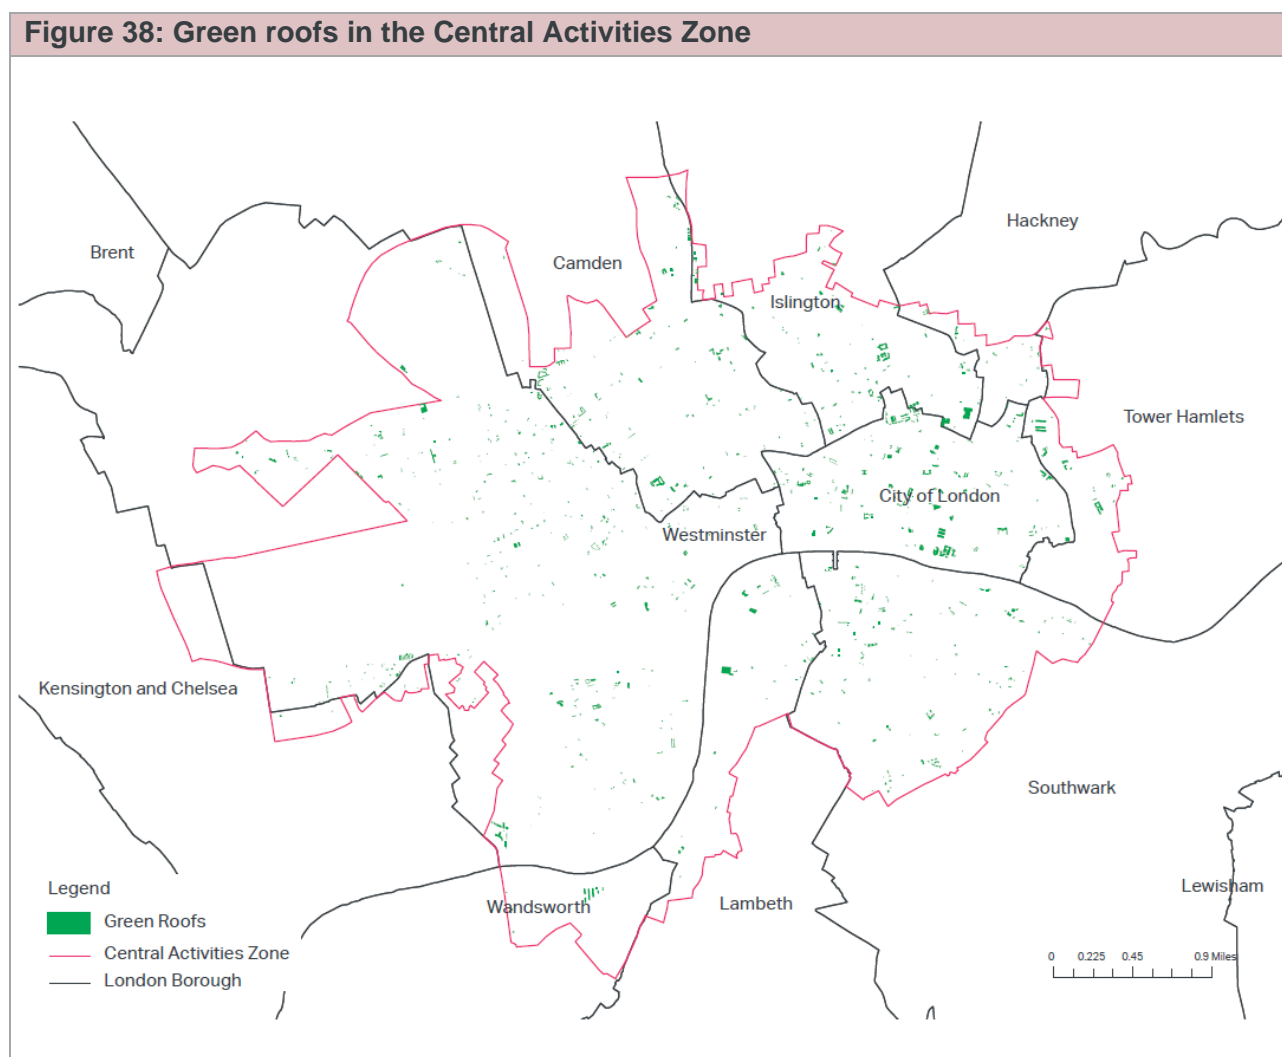 Figure 38: Green roofs in the Central Activities Zone
Hackney
Brent
Camden
Islington
Tower Hamlets
City of London
Westminster
Kensington and Chelsea
Southwark
Legend
Lewisham
Wandsworth
Lambeth
Green Roofs
Central Activities Zone
0 0.225 0.45 0.9 Miles
London Borough